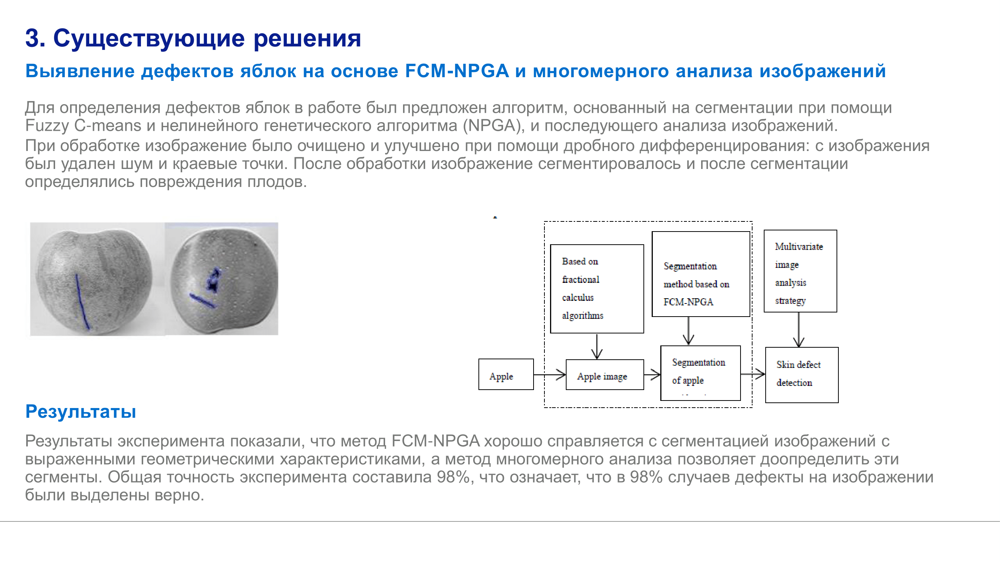 3. Существующие решения
Выявление дефектов яблок на основе FCM-NPGA и многомерного анализа изображений
Для определения дефектов яблок в работе был предложен алгоритм, основанный на сегментации при помощи
Fuzzy C-means и нелинейного генетического алгоритма (NPGA), и последующего анализа изображений.
При обработке изображение было очищено и улучшено при помощи дробного дифференцирования: с изображения
был удален шум и краевые точки. После обработки изображение сегментировалось и после сегментации
определялись повреждения плодов.
Based on
fractional
calculus
algorithms
Segmentation
method based on
FCM-NPGA
Multivariate
image
analysis
strategy
Apple
Apple image
Segmentation
of apple
Skin defect
detection
Результаты
Результаты эксперимента показали, что метод FCM-NPGA хорошо справляется с сегментацией изображений с
выраженными геометрическими характеристиками, а метод многомерного анализа позволяет доопределить эти
сегменты. Общая точность эксперимента составила 98%, что означает, что в 98% случаев дефекты на изображении
были выделены верно.